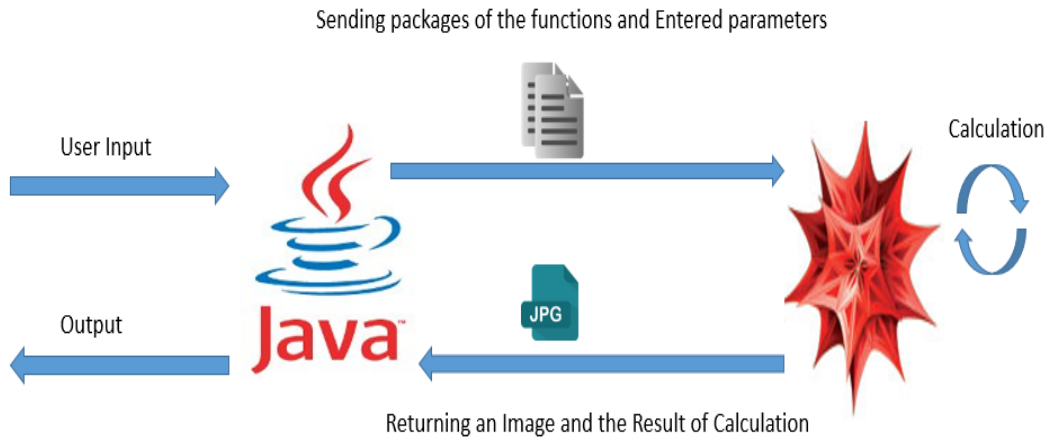 Sending packages of the functions and Entered parameters
User Input
Calculation
Output
Java™
JPG
Returning an Image and the Result of Calculation